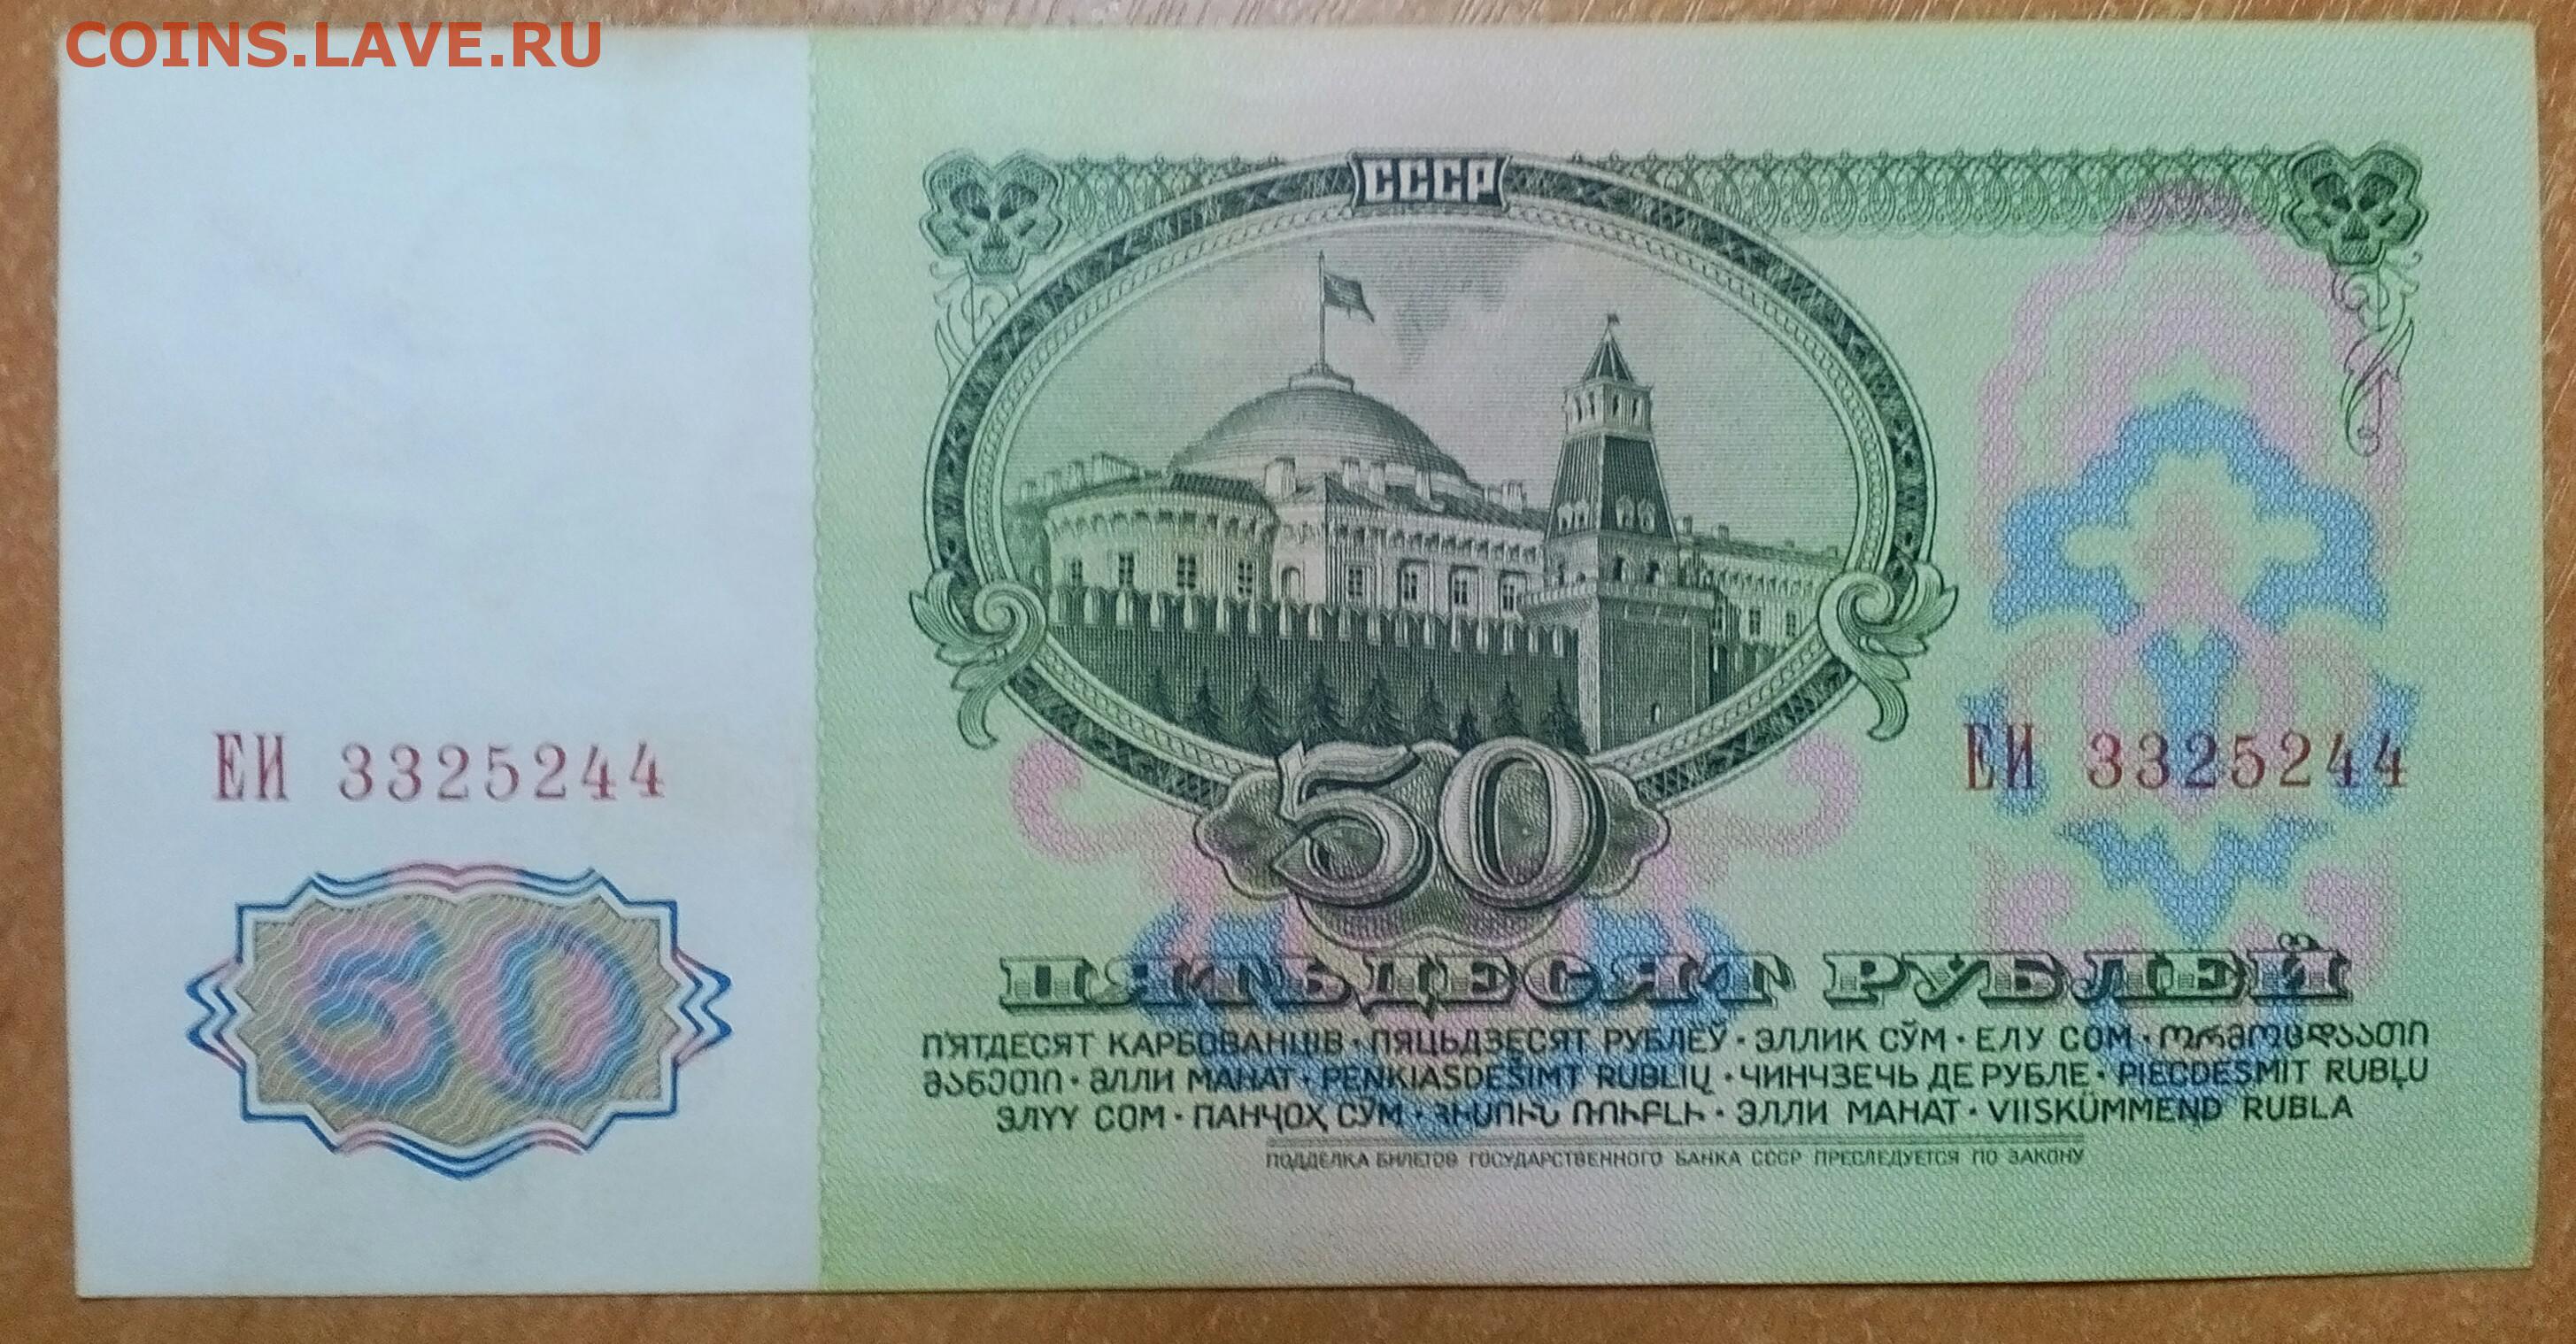 COINS.LAVE.RU
СССР
ЕИ 3325244
ЕИ 3325244
50
50
ПЯТЬДЕСЯТ РУБЛЕЙ
П'ЯТДЕСЯТ КАРБОВАНЦІВ · ПЯЦЬДЗЕСЯТ РУБЛЁЎ · ЭЛЛИК СЎМ · ЕЛУ СОМ · ორმოცდაათი
მანეთი · ӘЛЛИ МАНАТ · PENKIASDEŠIMT RUBLIŲ · ЧИНЧЗЕЧЬ ДЕ РУБЛЕ · PIECDESMIT RUBĻU
ЭЛҮҮ СОМ · ПАНҶОҲ СӮМ · ՀԻՍՈՒՆ ՌՈՒԲԼԻ · ЭЛЛИ МАНАТ · VIISKÜMMEND RUBLA
ПОДДЕЛКА БИЛЕТОВ ГОСУДАРСТВЕННОГО БАНКА СССР ПРЕСЛЕДУЕТСЯ ПО ЗАКОНУ